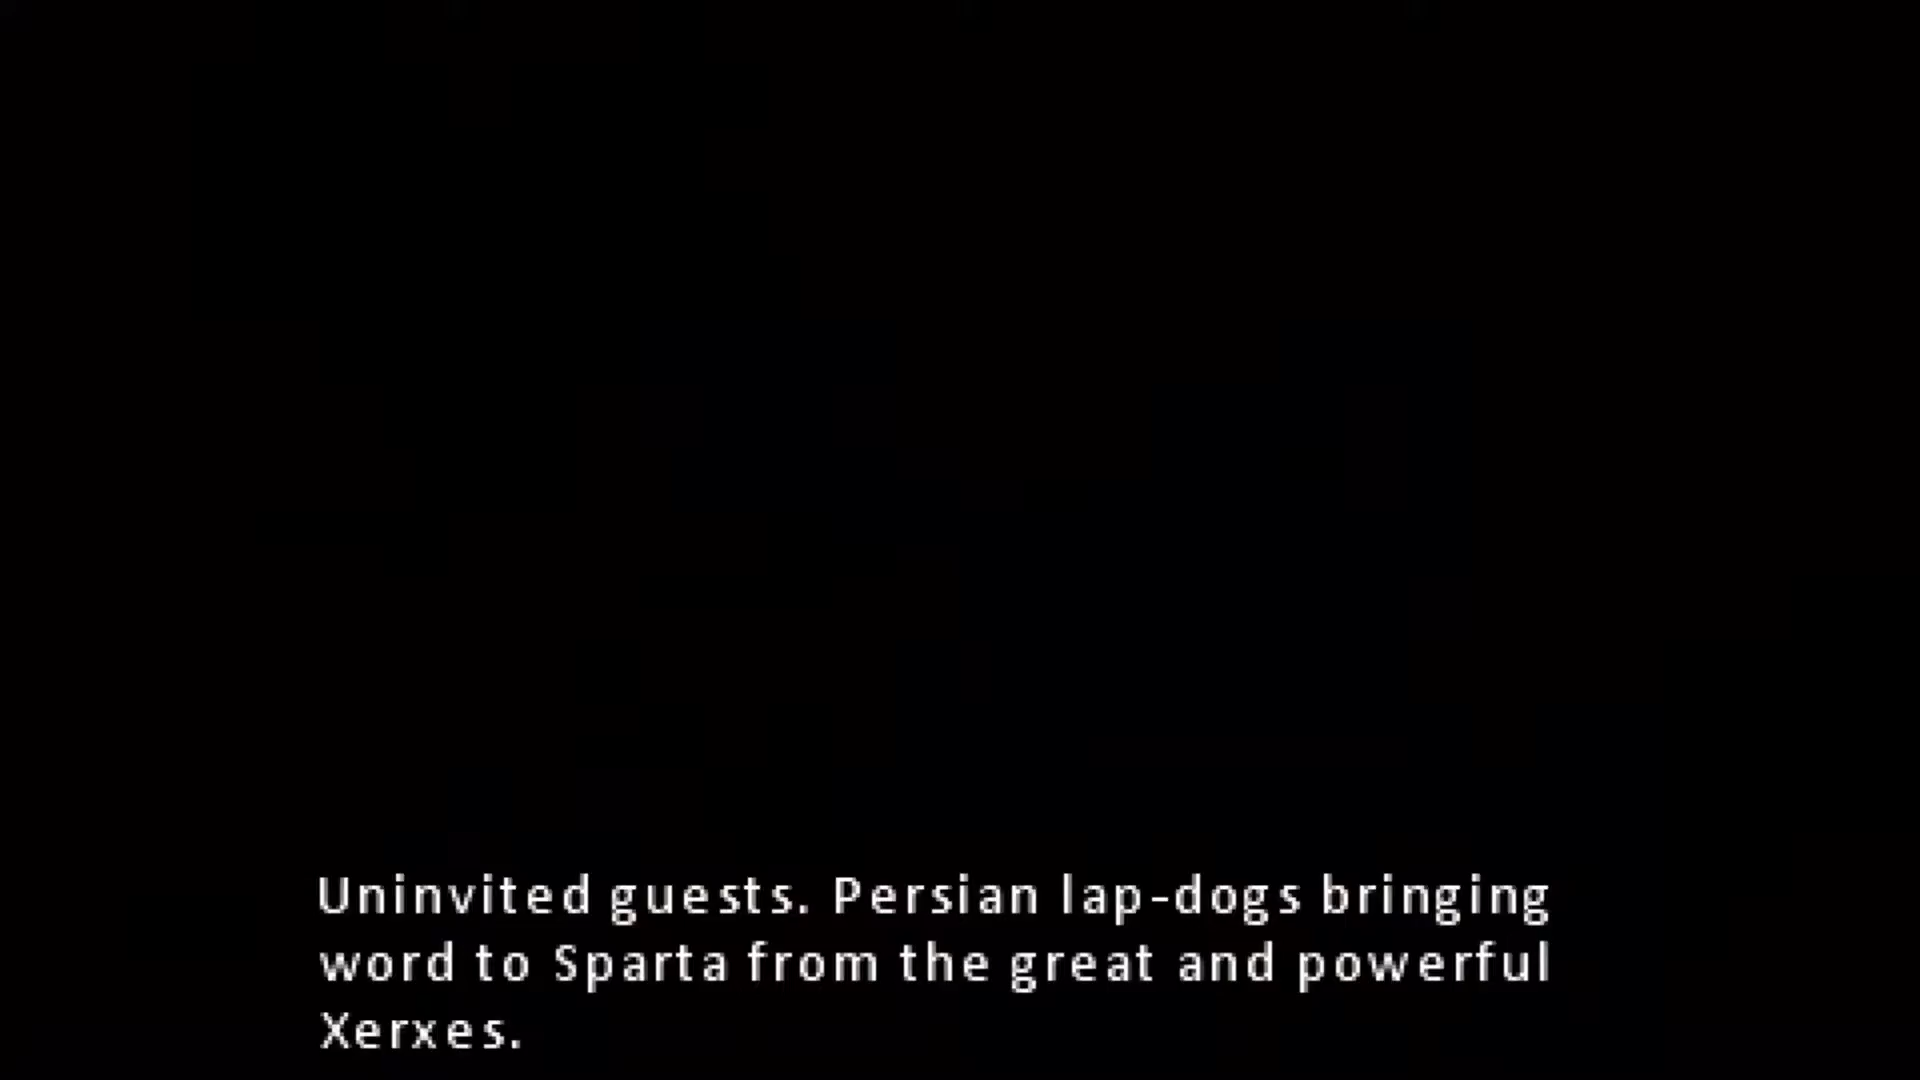 Uninvited guests. Persian lap-dogs bringing
word to Sparta from the great and powerful
Xerxes.